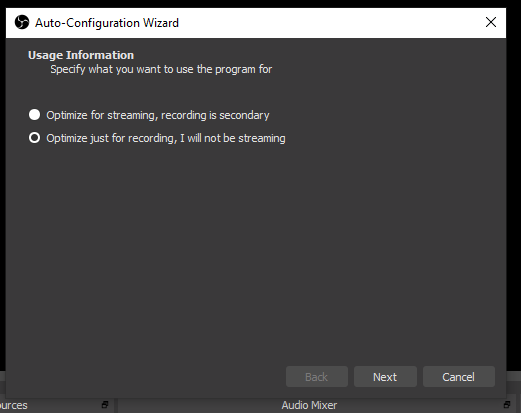 Auto-Configuration Wizard
Usage Information
Specify what you want to use the program for
Optimize for streaming, recording is secondary
Optimize just for recording, I will not be streaming
Back Next Cancel
ources Audio Mixer